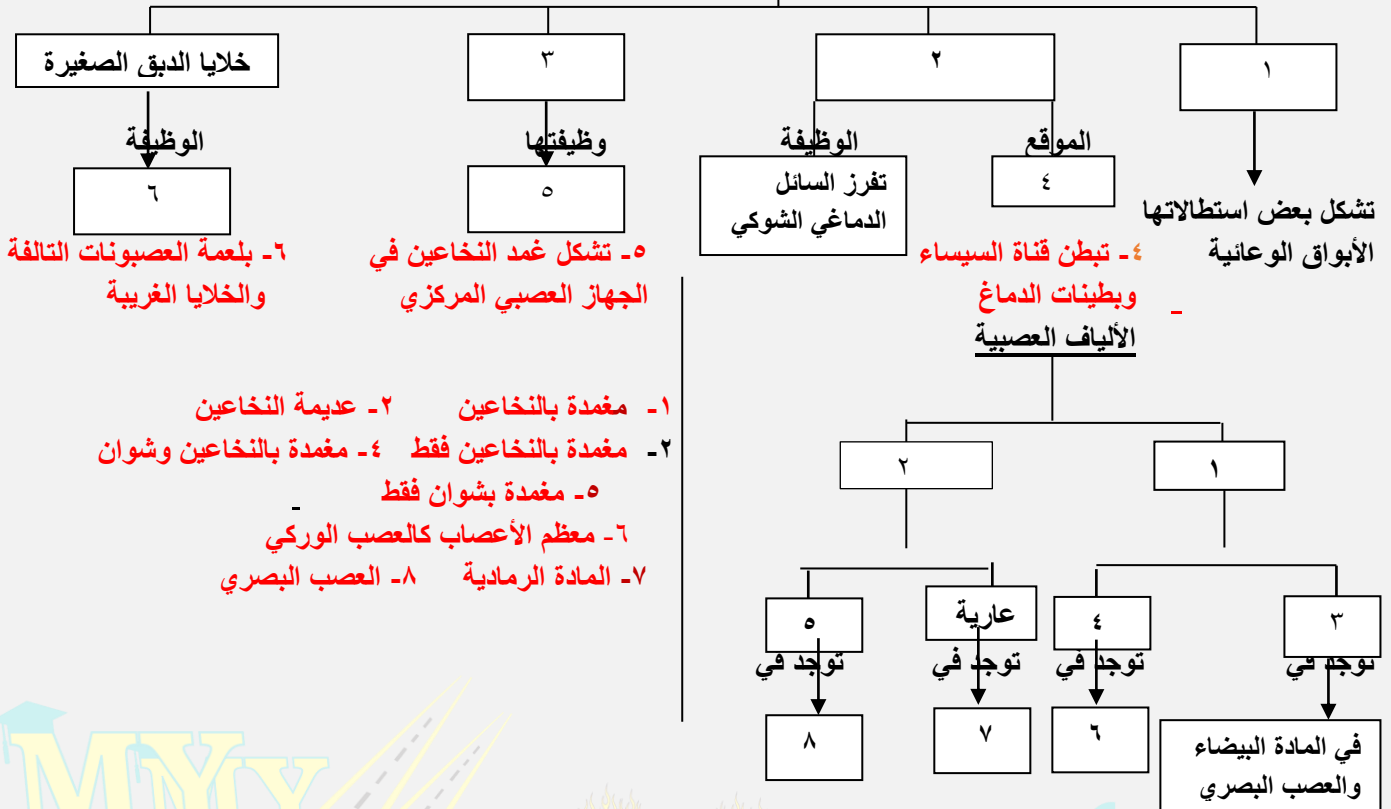 ١
٢
٣
خلايا الدبق الصغيرة
الموقع
الوظيفة
وظيفتها
الوظيفة
تشكل بعض استطالاتها
الأبواق الوعائية
٤
تفرز السائل
الدماغي الشوكي
٥
٦
٤- تبطن قناة السيساء
وبطينات الدماغ
٥- تشكل غمد النخاعين في
الجهاز العصبي المركزي
٦- بلعمة العصبونات التالفة
والخلايا الغريبة
الألياف العصبية
١
٢
٣
٤
عارية
٥
توجد في
توجد في
توجد في
توجد في
في المادة البيضاء
والعصب البصري
٦
٧
٨
١- مغمدة بالنخاعين ٢- عديمة النخاعين
٢- مغمدة بالنخاعين فقط ٤- مغمدة بالنخاعين وشوان
٥- مغمدة بشوان فقط
٦- معظم الأعصاب كالعصب الوركي
٧- المادة الرمادية ٨- العصب البصري